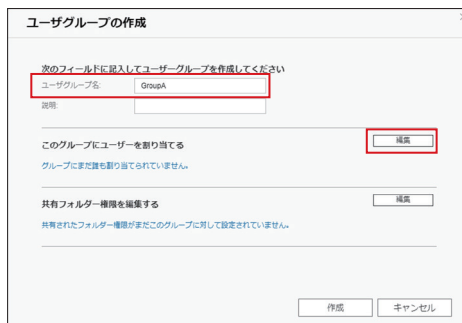 ユーザグループの作成
次のフィールドに記入してユーザーグループを作成してください
ユーザグループ名:
GroupA
説明:
このグループにユーザーを割り当てる
編集
グループにまだ誰も割り当てられていません。
共有フォルダー権限を編集する
編集
共有されたフォルダー権限がまだこのグループに対して設定されていません。
作成
キャンセル